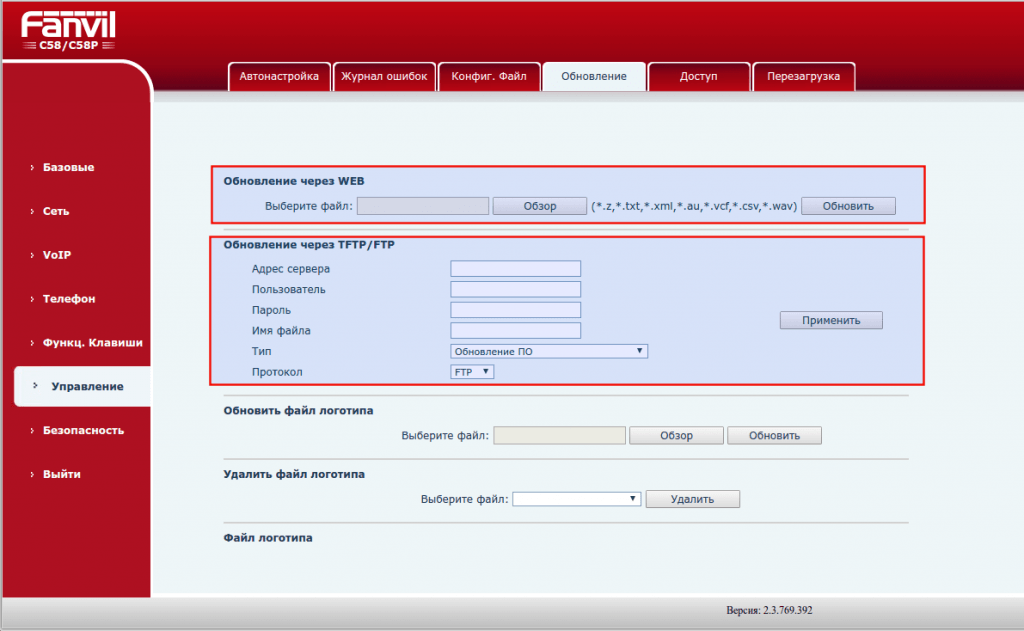 Fanvil
C58/C58P
Автонастройка Журнал ошибок Конфиг. Файл Обновление Доступ Перезагрузка
› Базовые
› Сеть
› VoIP
› Телефон
› Функц. Клавиши
› Управление
› Безопасность
› Выйти
Обновление через WEB
Выберите файл: Обзор (*.z,*.txt,*.xml,*.au,*.vcf,*.csv,*.wav) Обновить
Обновление через TFTP/FTP
Адрес сервера
Пользователь
Пароль
Применить
Имя файла
Тип Обновление ПО
Протокол FTP
Обновить файл логотипа
Выберите файл: Обзор Обновить
Удалить файл логотипа
Выберите файл: Удалить
Файл логотипа
Версия: 2.3.769.392